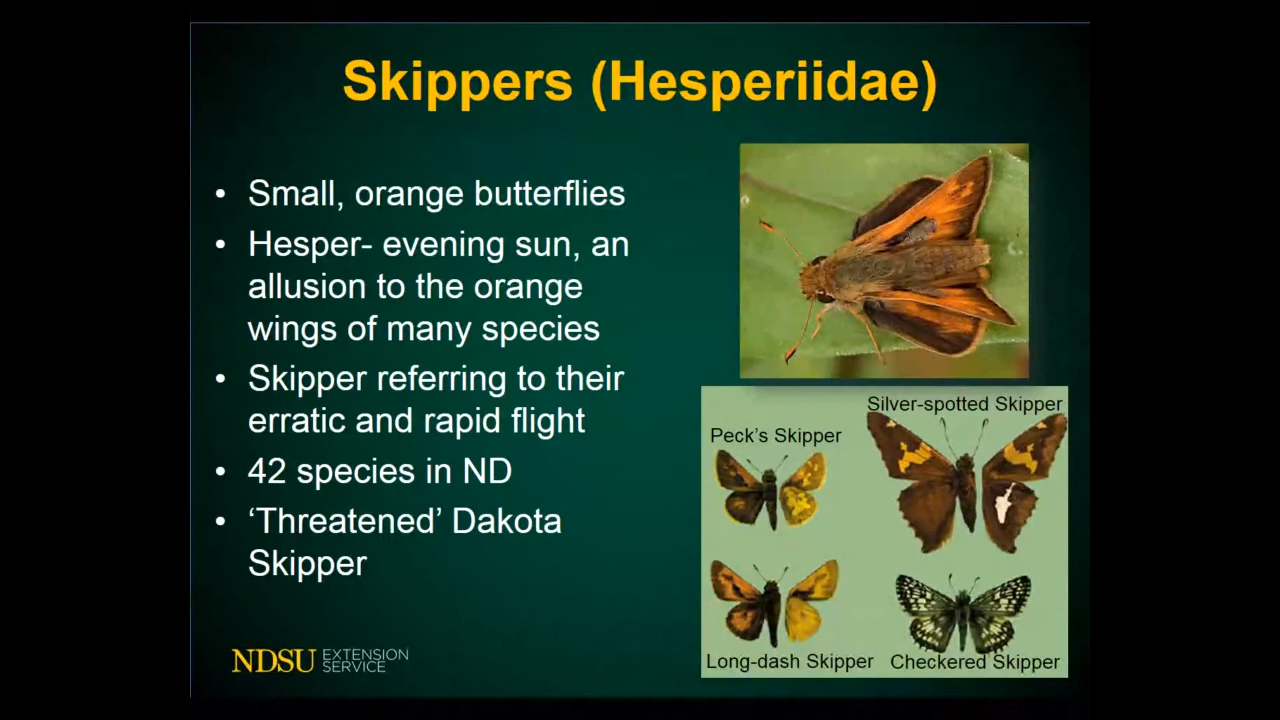 Skippers (Hesperiidae)
• Small, orange butterflies
• Hesper- evening sun, an
allusion to the orange
wings of many species
• Skipper referring to their
erratic and rapid flight
• 42 species in ND
• ‘Threatened’ Dakota
Skipper
Silver-spotted Skipper
Peck’s Skipper
Long-dash Skipper
Checkered Skipper
NDSU EXTENSION
SERVICE